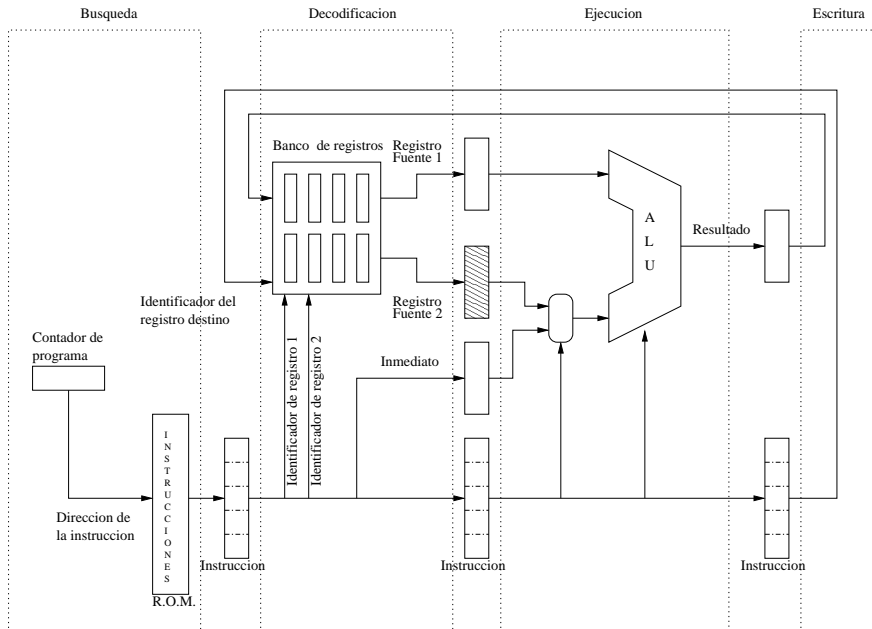 Busqueda
Decodificacion
Ejecucion
Escritura
Banco de registros
Registro
Fuente 1
A
L
U
Resultado
Identificador del
registro destino
Registro
Fuente 2
Contador de
programa
Inmediato
Identificador de registro 1
Identificador de registro 2
INSTRUCCIONES
Direccion de
la instruccion
Instruccion
Instruccion
Instruccion
R.O.M.